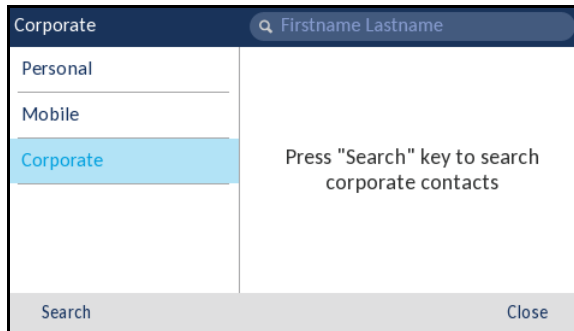 Corporate
Firstname Lastname
Personal
Mobile
Corporate
Press "Search" key to search
corporate contacts
Search
Close